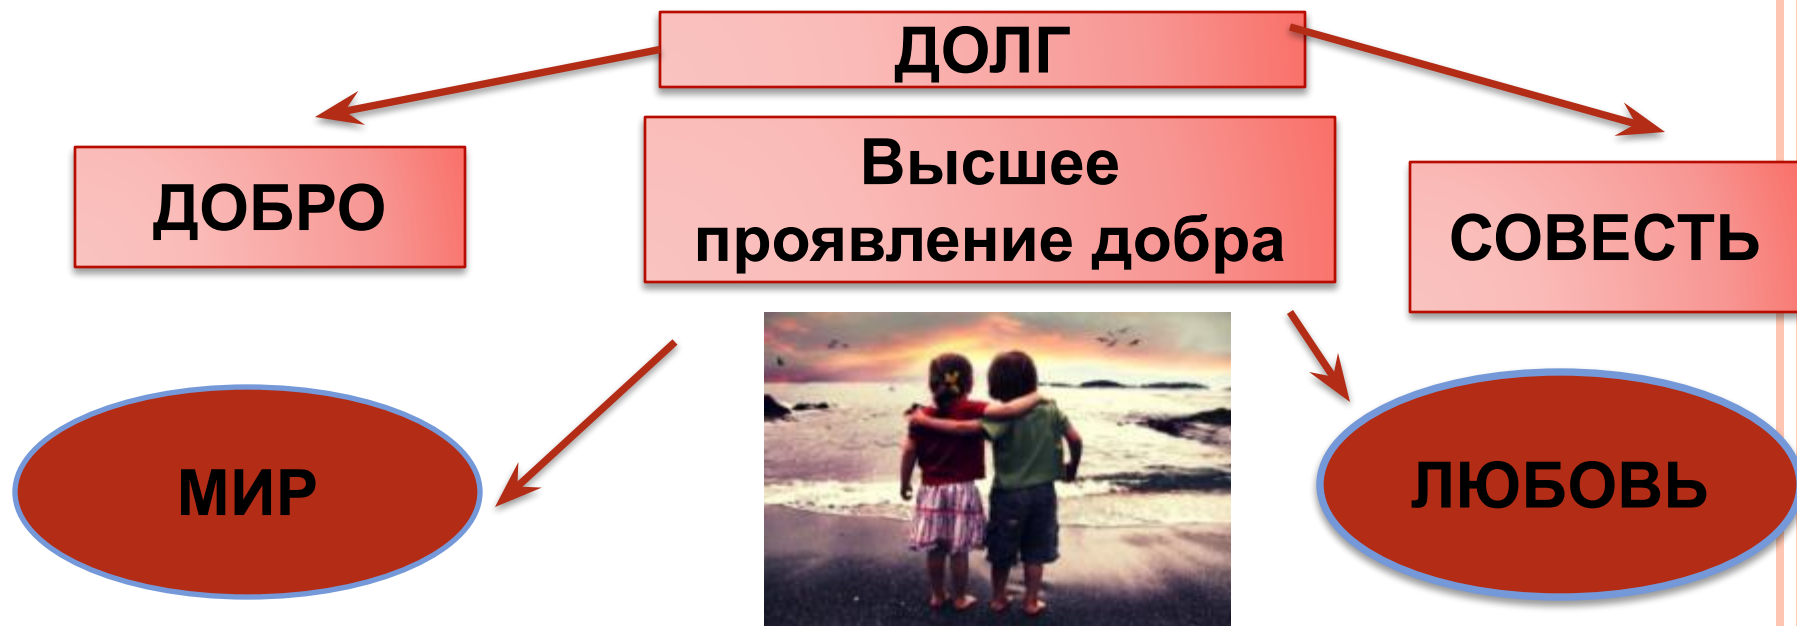 ДОЛГ
ДОБРО
Высшее
проявление добра
СОВЕСТЬ
МИР
ЛЮБОВЬ